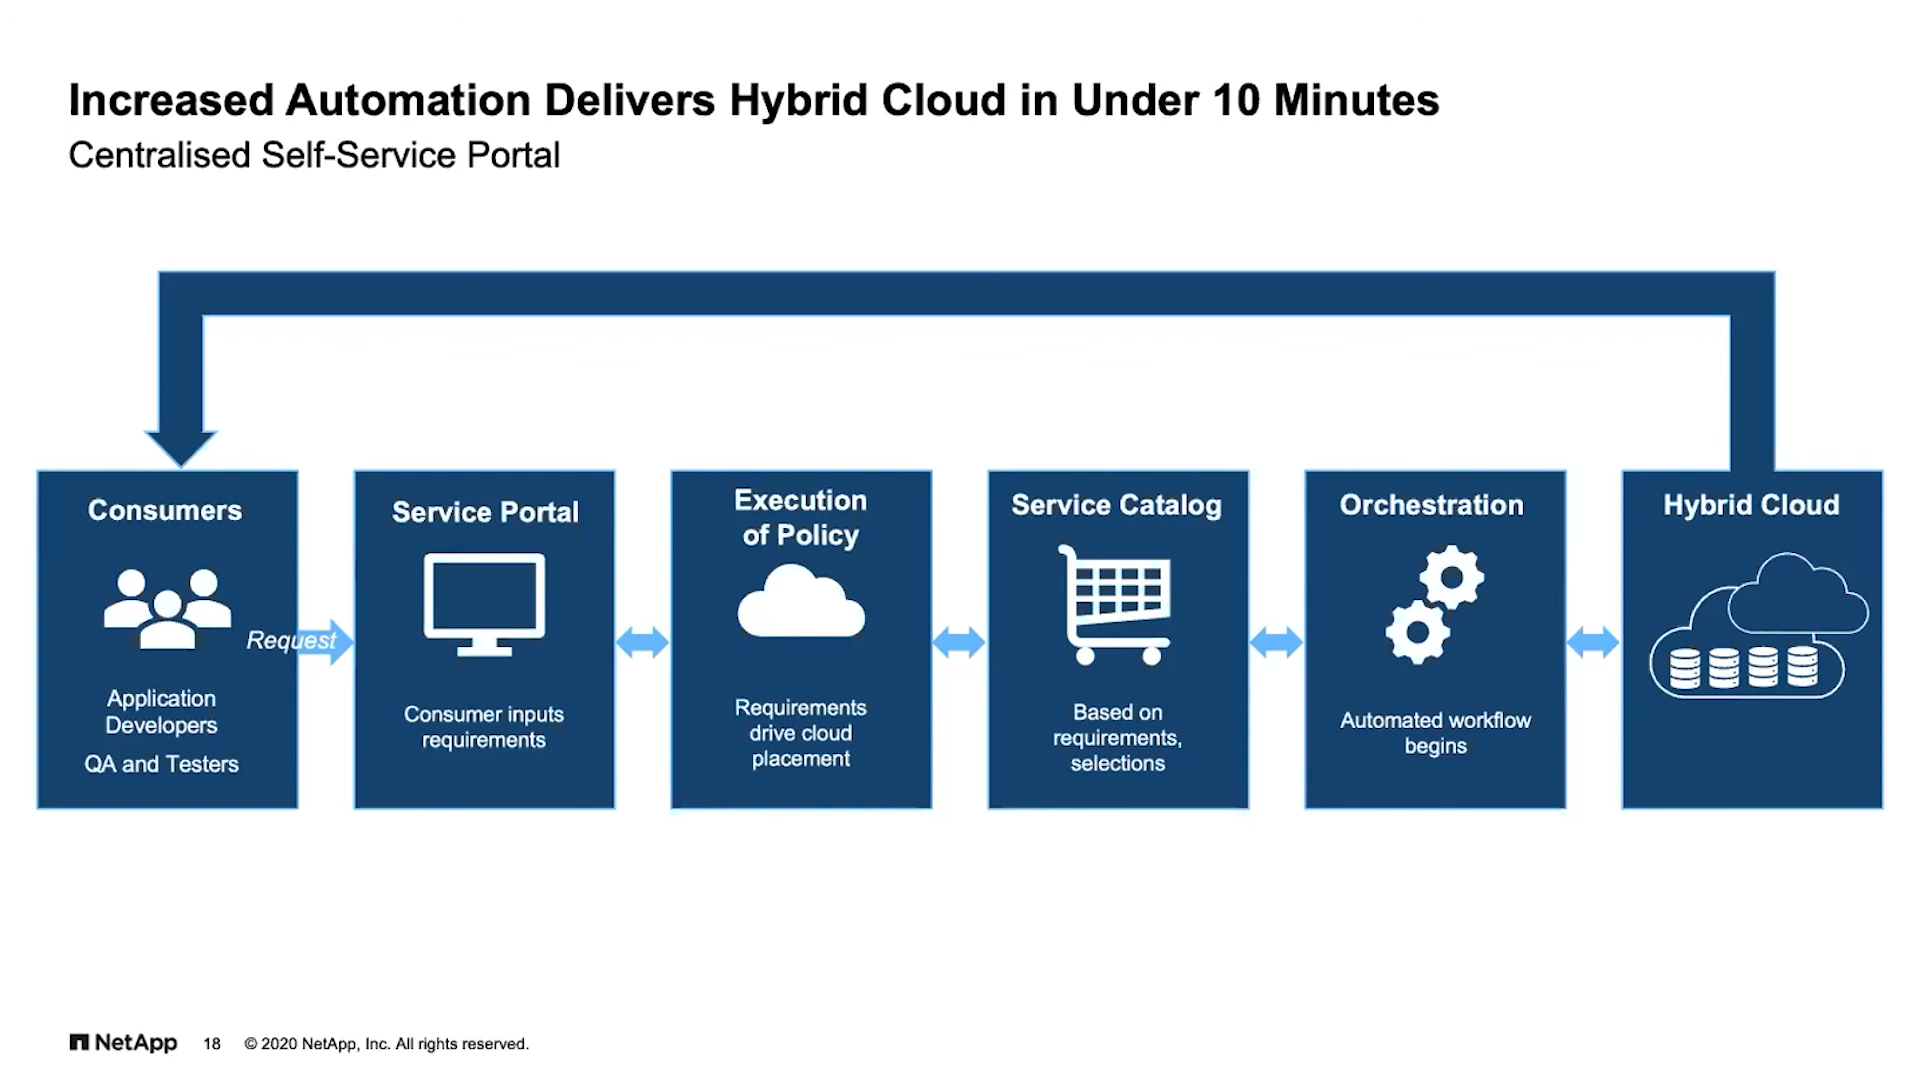 Increased Automation Delivers Hybrid Cloud in Under 10 Minutes
Centralised Self-Service Portal
Consumers
Application
Developers
QA and Testers
Request
Service Portal
Consumer inputs
requirements
Execution
of Policy
Requirements
drive cloud
placement
Service Catalog
Based on
requirements,
selections
Orchestration
Automated workflow
begins
Hybrid Cloud
NetApp
18
© 2020 NetApp, Inc. All rights reserved.